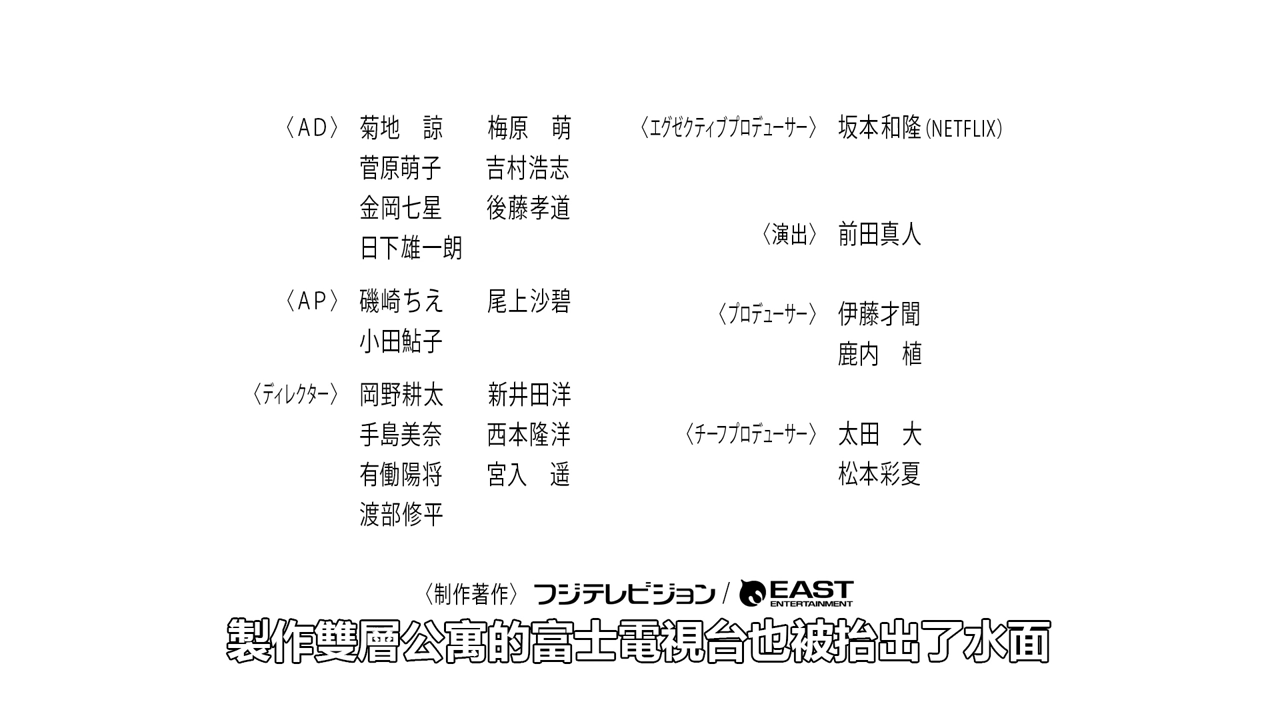 〈AD〉 菊地　諒　梅原　萌
菅原萌子　吉村浩志
金岡七星　後藤孝道
日下雄一朗
〈AP〉 磯崎ちえ　尾上沙碧
小田鮎子
〈ディレクター〉 岡野耕太　新井田洋
手島美奈　西本隆洋
有働陽将　宮入　遥
渡部修平
〈エグゼクティブプロデューサー〉 坂本和隆(NETFLIX)
〈演出〉 前田真人
〈プロデューサー〉 伊藤才聞
鹿内　植
〈チーフプロデューサー〉 太田　大
松本彩夏
〈制作著作〉 フジテレビジョン / EAST ENTERTAINMENT
製作雙層公寓的富士電視台也被抬出了水面